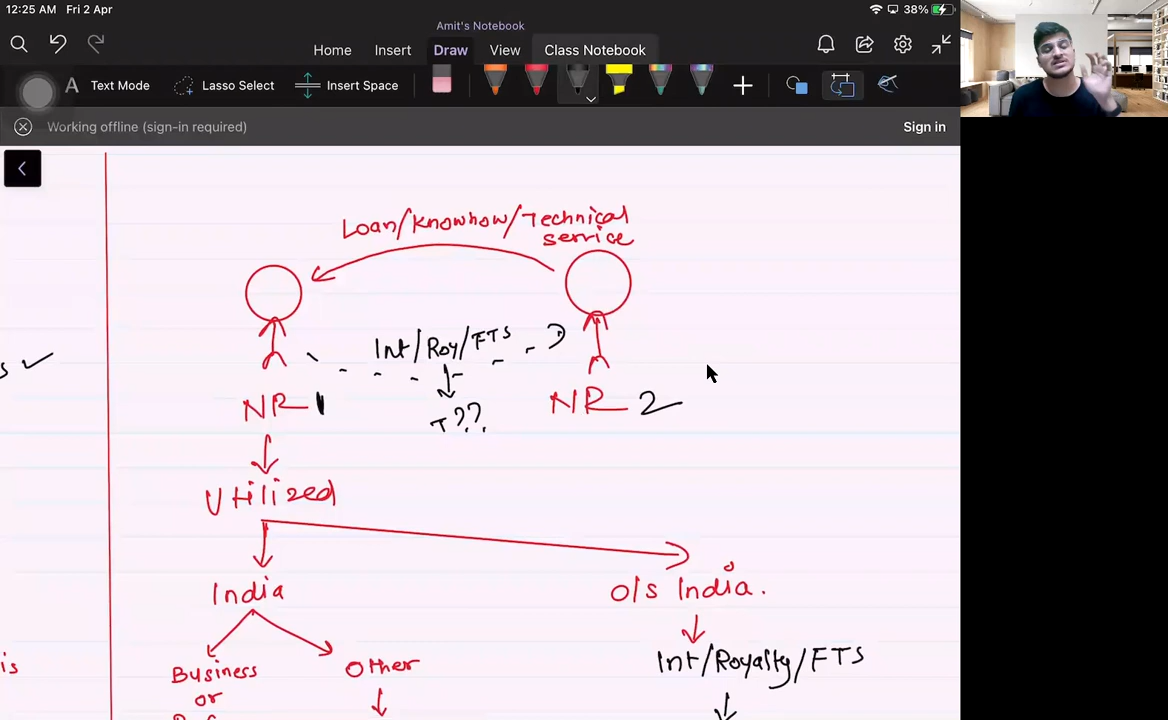 12:25 AM Fri 2 Apr
38%
Amit's Notebook
Home Insert Draw View Class Notebook
Text Mode Lasso Select Insert Space
Working offline (sign-in required) Sign in
Loan/Knowhow/Technical
service
Int/Roy/FTS
NR 1
T??
NR 2
Utilized
India
O/s India.
Business
or
Other
Int/Royalty/FTS
is